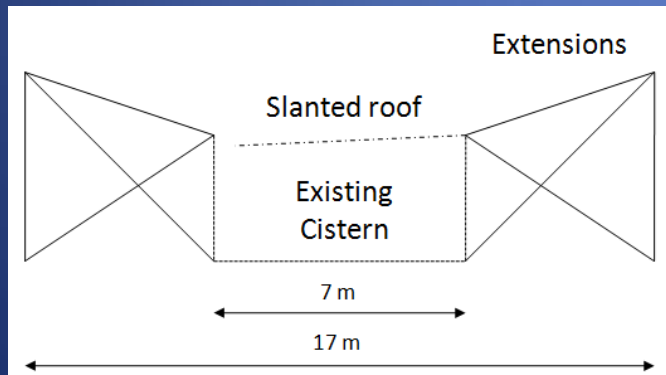 Extensions
Slanted roof
Existing
Cistern
7 m
17 m